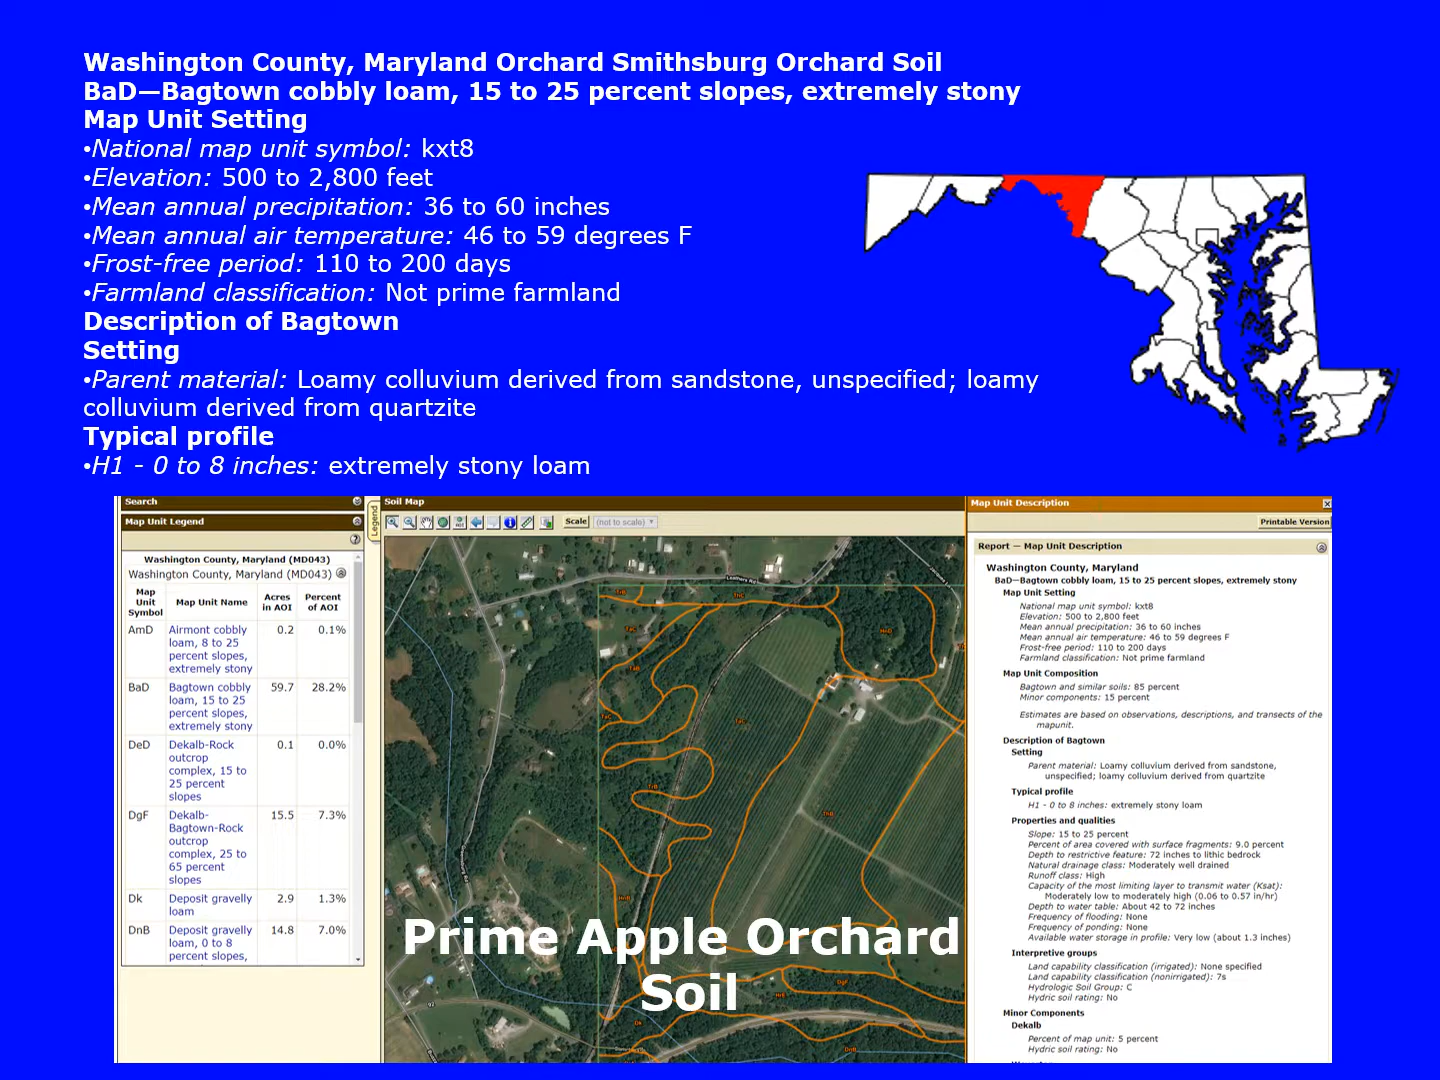 Washington County, Maryland Orchard Smithsburg Orchard Soil
BaD—Bagtown cobbly loam, 15 to 25 percent slopes, extremely stony
Map Unit Setting
•National map unit symbol: kxt8
•Elevation: 500 to 2,800 feet
•Mean annual precipitation: 36 to 60 inches
•Mean annual air temperature: 46 to 59 degrees F
•Frost-free period: 110 to 200 days
•Farmland classification: Not prime farmland
Description of Bagtown
Setting
•Parent material: Loamy colluvium derived from sandstone, unspecified; loamy
colluvium derived from quartzite
Typical profile
•H1 - 0 to 8 inches: extremely stony loam
Search
Map Unit Legend
Washington County, Maryland (MD043)
Washington County, Maryland (MD043)
Map Unit Symbol Map Unit Name Acres in AOI Percent of AOI
AmD Airmont cobbly 0.2 0.1%
loam, 8 to 25
percent slopes,
extremely stony
BaD Bagtown cobbly 59.7 28.2%
loam, 15 to 25
percent slopes,
extremely stony
DeD Dekalb-Rock 0.1 0.0%
outcrop
complex, 15 to
25 percent
slopes
DgF Dekalb- 15.5 7.3%
Bagtown-Rock
outcrop
complex, 25 to
65 percent
slopes
Dk Deposit gravelly 2.9 1.3%
loam
DnB Deposit gravelly 14.8 7.0%
loam, 0 to 8
percent slopes,
Legend
Soil Map
Scale (not to scale)
Prime Apple Orchard
Soil
Map Unit Description
Printable Version
Report — Map Unit Description
Washington County, Maryland
BaD—Bagtown cobbly loam, 15 to 25 percent slopes, extremely stony
Map Unit Setting
National map unit symbol: kxt8
Elevation: 500 to 2,800 feet
Mean annual precipitation: 36 to 60 inches
Mean annual air temperature: 46 to 59 degrees F
Frost-free period: 110 to 200 days
Farmland classification: Not prime farmland
Map Unit Composition
Bagtown and similar soils: 85 percent
Minor components: 15 percent
Estimates are based on observations, descriptions, and transects of the
mapunit.
Description of Bagtown
Setting
Parent material: Loamy colluvium derived from sandstone,
unspecified; loamy colluvium derived from quartzite
Typical profile
H1 - 0 to 8 inches: extremely stony loam
Properties and qualities
Slope: 15 to 25 percent
Percent of area covered with surface fragments: 9.0 percent
Depth to restrictive feature: 72 inches to lithic bedrock
Natural drainage class: Moderately well drained
Runoff class: High
Capacity of the most limiting layer to transmit water (Ksat):
Moderately low to moderately high (0.06 to 0.57 in/hr)
Depth to water table: About 42 to 72 inches
Frequency of flooding: None
Frequency of ponding: None
Available water storage in profile: Very low (about 1.3 inches)
Interpretive groups
Land capability classification (irrigated): None specified
Land capability classification (nonirrigated): 7s
Hydrologic Soil Group: C
Hydric soil rating: No
Minor Components
Dekalb
Percent of map unit: 5 percent
Hydric soil rating: No